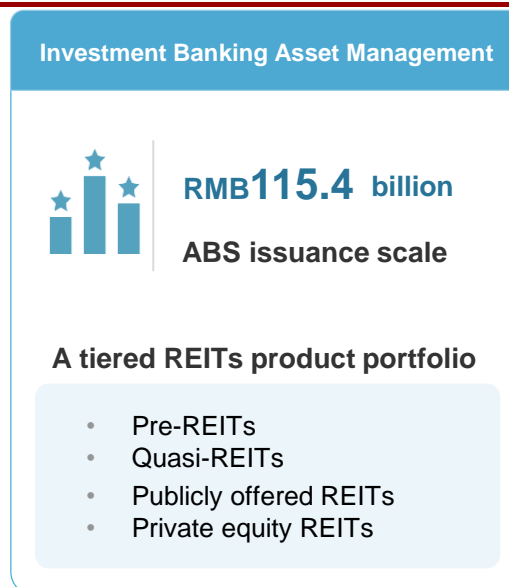 Investment Banking Asset Management
RMB115.4 billion
ABS issuance scale
A tiered REITs product portfolio
• Pre-REITs
• Quasi-REITs
• Publicly offered REITs
• Private equity REITs